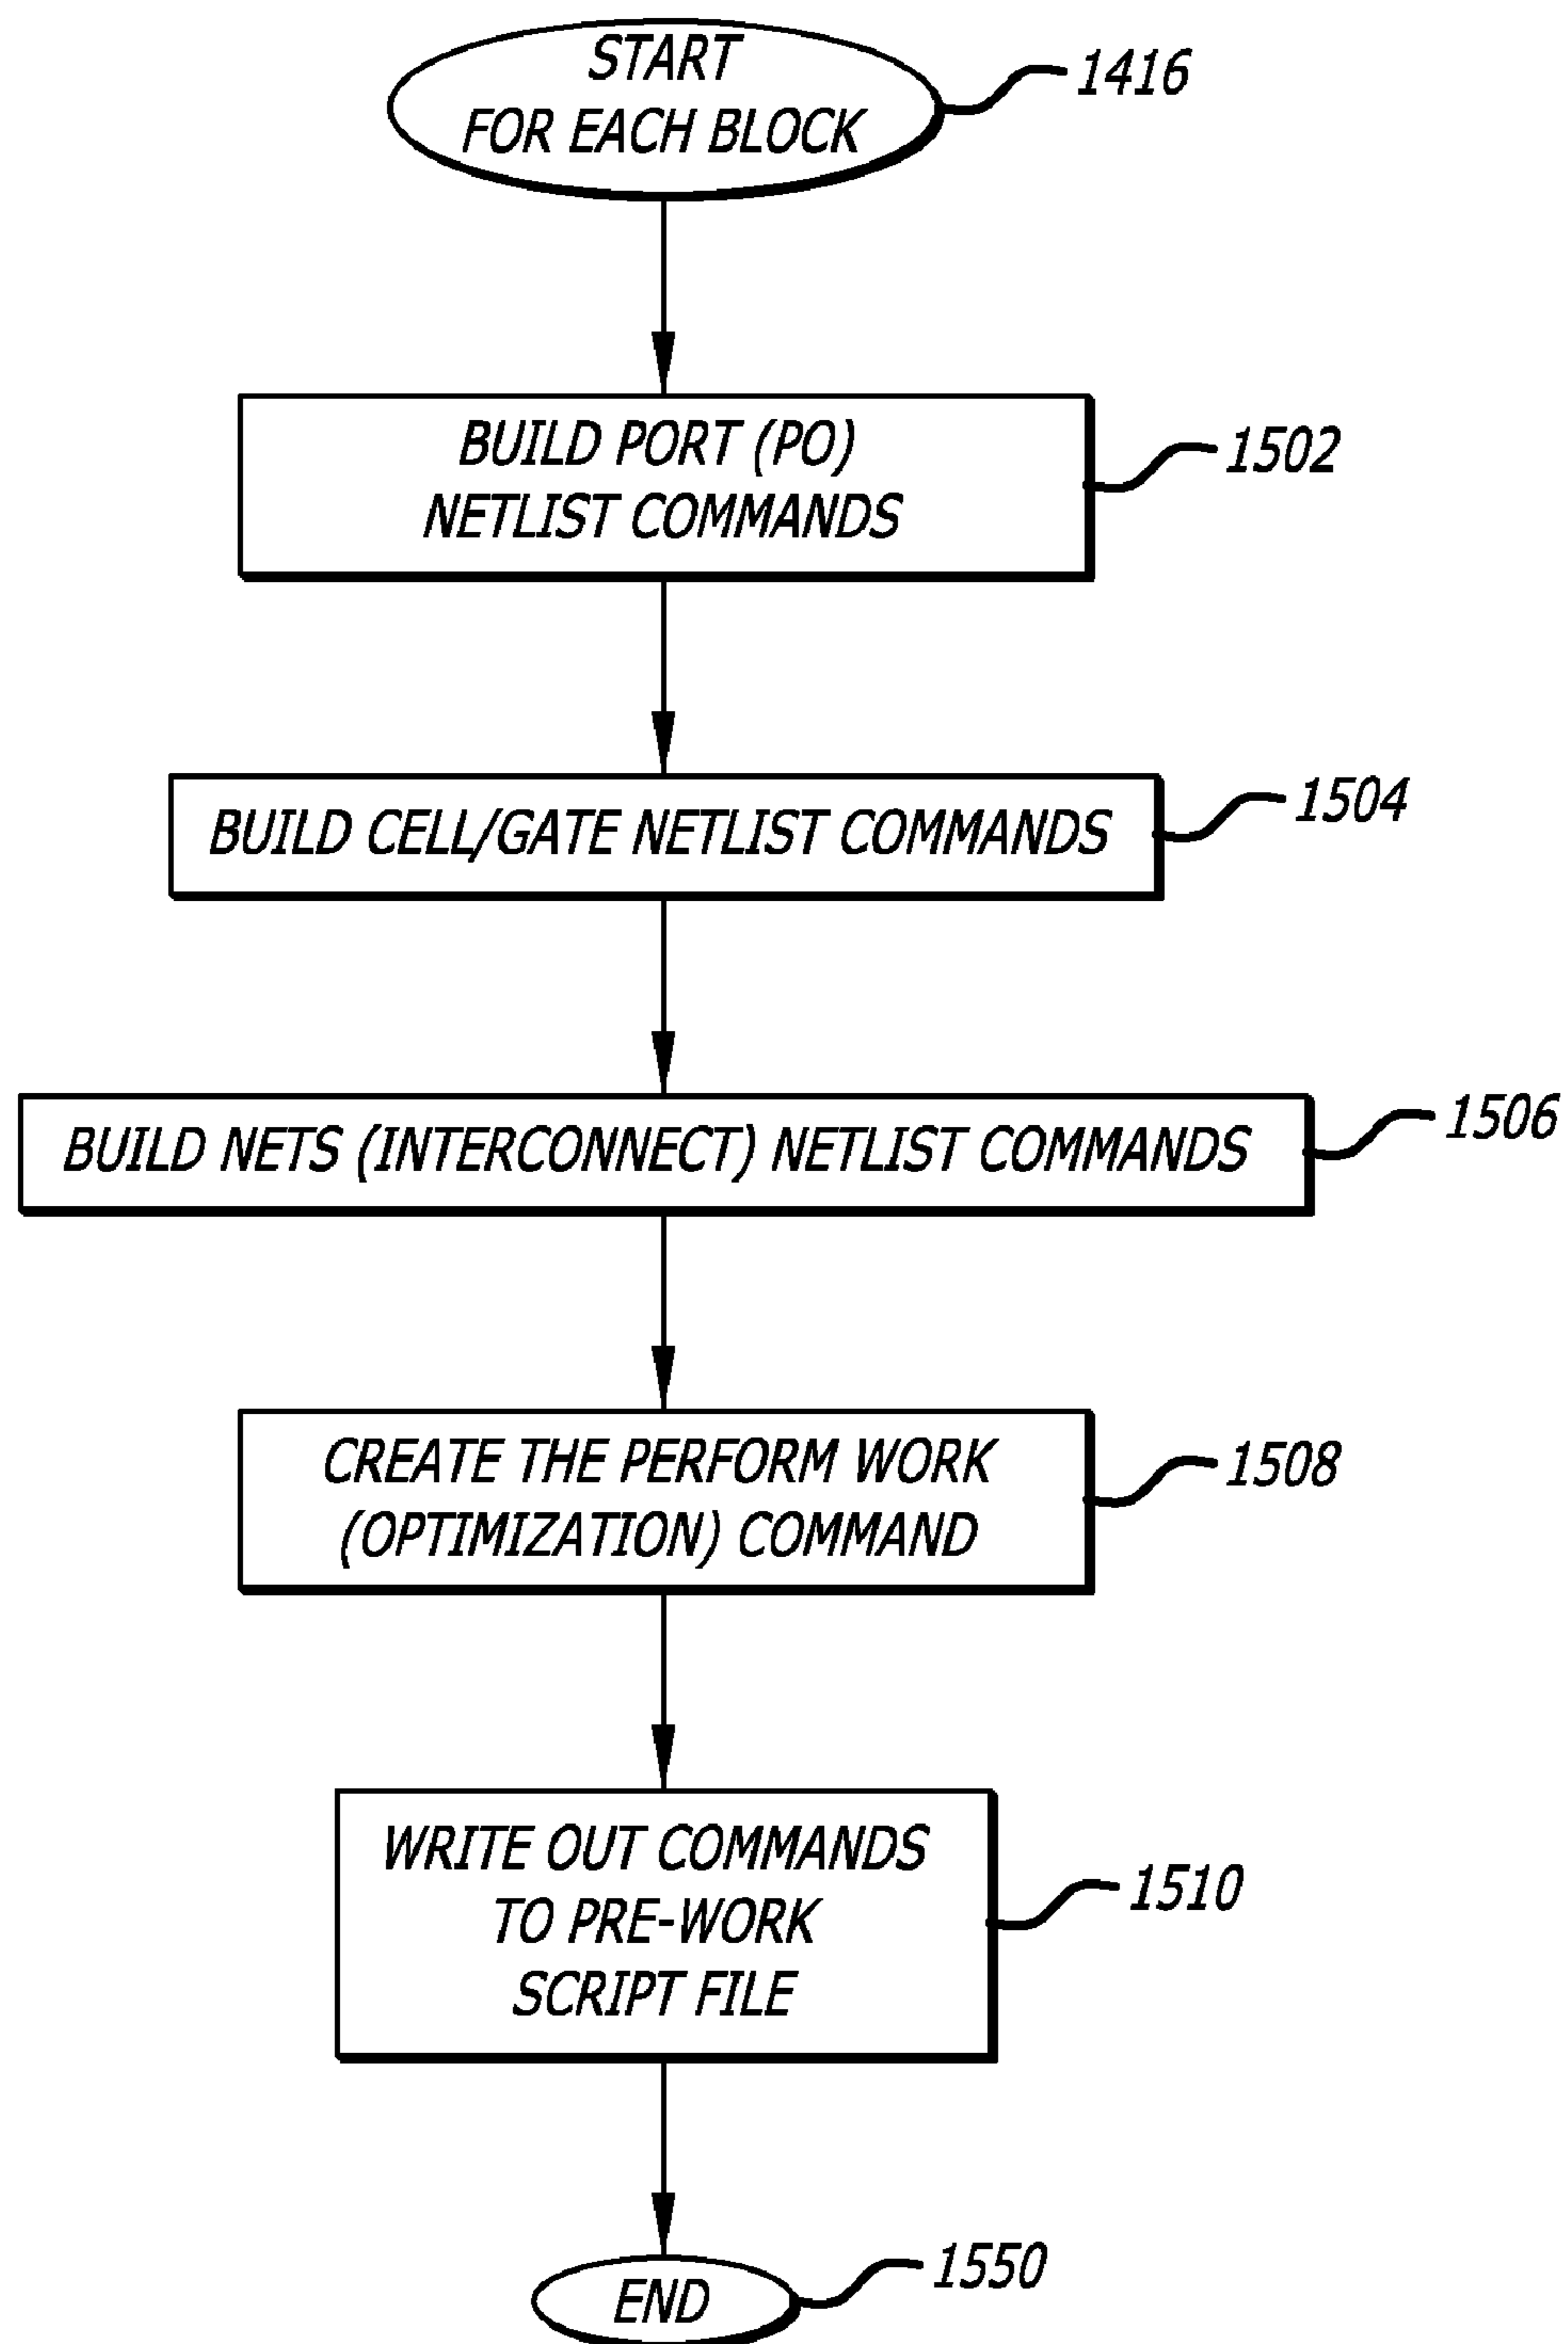 START
FOR EACH BLOCK
1416
BUILD PORT (PO)
NETLIST COMMANDS
1502
BUILD CELL/GATE NETLIST COMMANDS
1504
BUILD NETS (INTERCONNECT) NETLIST COMMANDS
1506
CREATE THE PERFORM WORK
(OPTIMIZATION) COMMAND
1508
WRITE OUT COMMANDS
TO PRE-WORK
SCRIPT FILE
1510
END
1550